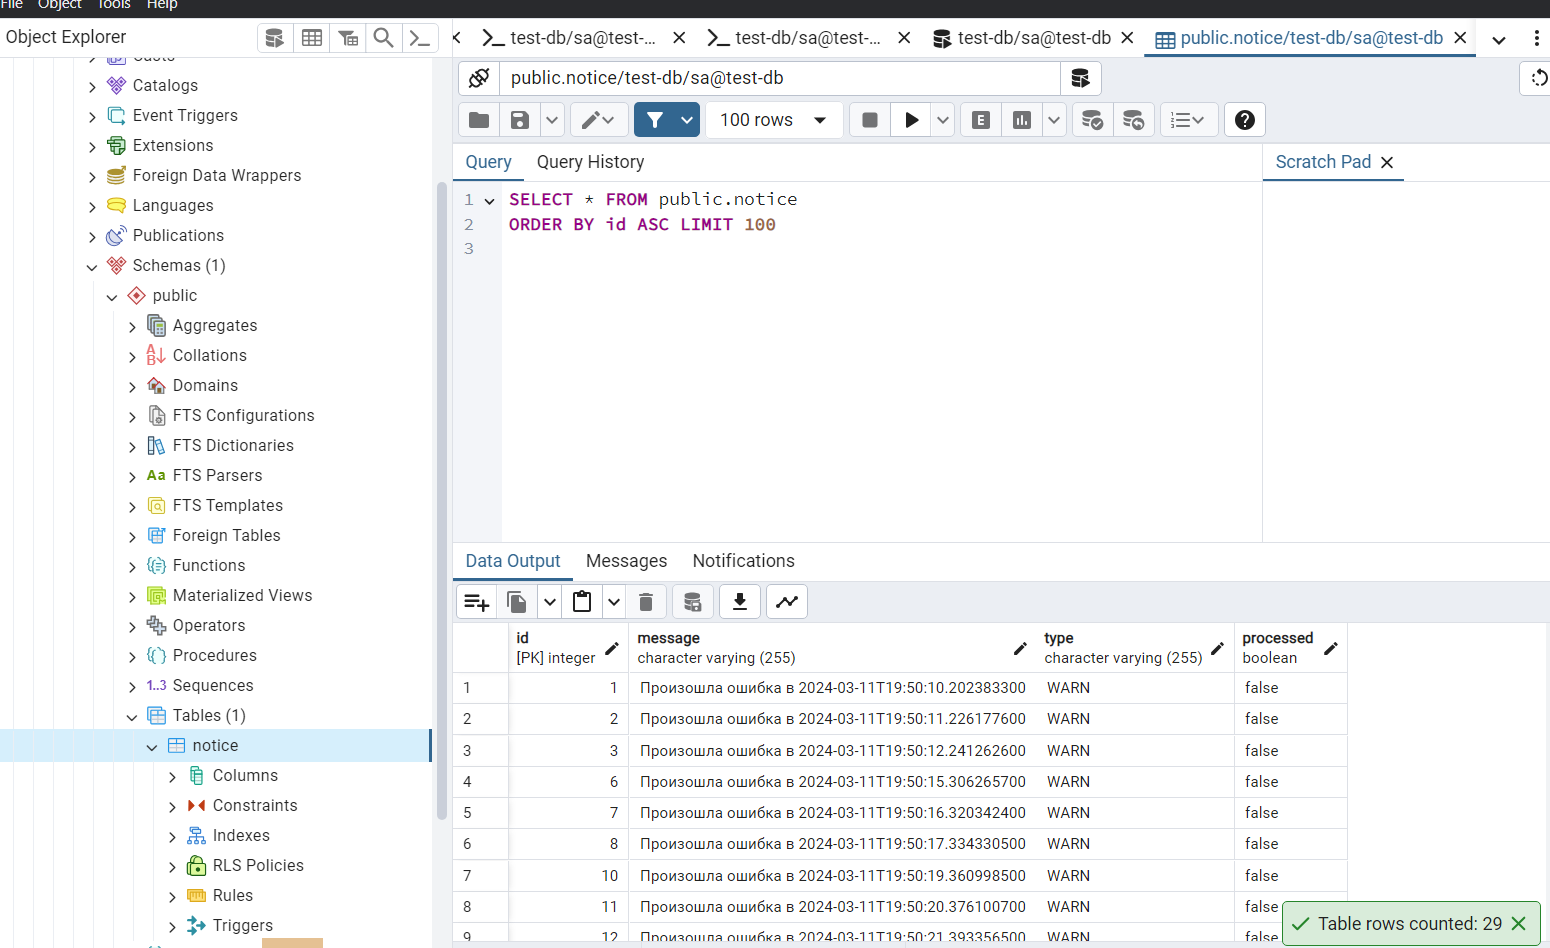 File Object Tools Help
Object Explorer
test-db/sa@test-... test-db/sa@test-... test-db/sa@test-db public.notice/test-db/sa@test-db
public.notice/test-db/sa@test-db
100 rows
Query Query History
Scratch Pad
1 SELECT * FROM public.notice
2 ORDER BY id ASC LIMIT 100
3
Casts
Catalogs
Event Triggers
Extensions
Foreign Data Wrappers
Languages
Publications
Schemas (1)
public
Aggregates
Collations
Domains
FTS Configurations
FTS Dictionaries
Aa FTS Parsers
FTS Templates
Foreign Tables
Functions
Materialized Views
Operators
Procedures
1..3 Sequences
Tables (1)
notice
Columns
Constraints
Indexes
RLS Policies
Rules
Triggers
Data Output Messages Notifications
id message type processed
[PK] integer character varying (255) character varying (255) boolean
1 1 Произошла ошибка в 2024-03-11T19:50:10.202383300 WARN false
2 2 Произошла ошибка в 2024-03-11T19:50:11.226177600 WARN false
3 3 Произошла ошибка в 2024-03-11T19:50:12.241262600 WARN false
4 6 Произошла ошибка в 2024-03-11T19:50:15.306265700 WARN false
5 7 Произошла ошибка в 2024-03-11T19:50:16.320342400 WARN false
6 8 Произошла ошибка в 2024-03-11T19:50:17.334330500 WARN false
7 10 Произошла ошибка в 2024-03-11T19:50:19.360998500 WARN false
8 11 Произошла ошибка в 2024-03-11T19:50:20.376100700 WARN false
9 12 Произошла ошибка в 2024-03-11T19:50:21.393356500 WARN false
Table rows counted: 29